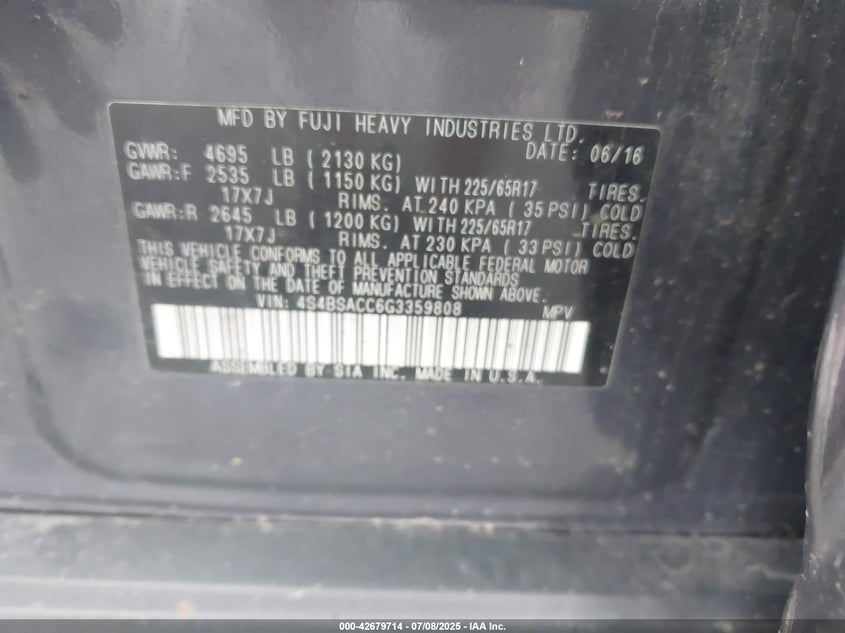 MFD BY FUJI HEAVY INDUSTRIES LTD.
GVWR: 4695 LB ( 2130 KG) DATE: 06/16
GAWR:F 2535 LB ( 1150 KG) WITH 225/65R17 TIRES.
17X7J RIMS. AT 240 KPA ( 35 PSI) COLD
GAWR:R 2645 LB ( 1200 KG) WITH 225/65R17 TIRES.
17X7J RIMS. AT 230 KPA ( 33 PSI) COLD
THIS VEHICLE CONFORMS TO ALL APPLICABLE FEDERAL MOTOR
VEHICLE SAFETY AND THEFT PREVENTION STANDARDS
IN EFFECT ON THE DATE OF MANUFACTURE SHOWN ABOVE.
VIN: 4S4BSACC6G3359808 MPV
ASSEMBLED BY SIA INC. MADE IN U.S.A.
000-42679714 - 07/08/2025 - IAA Inc.